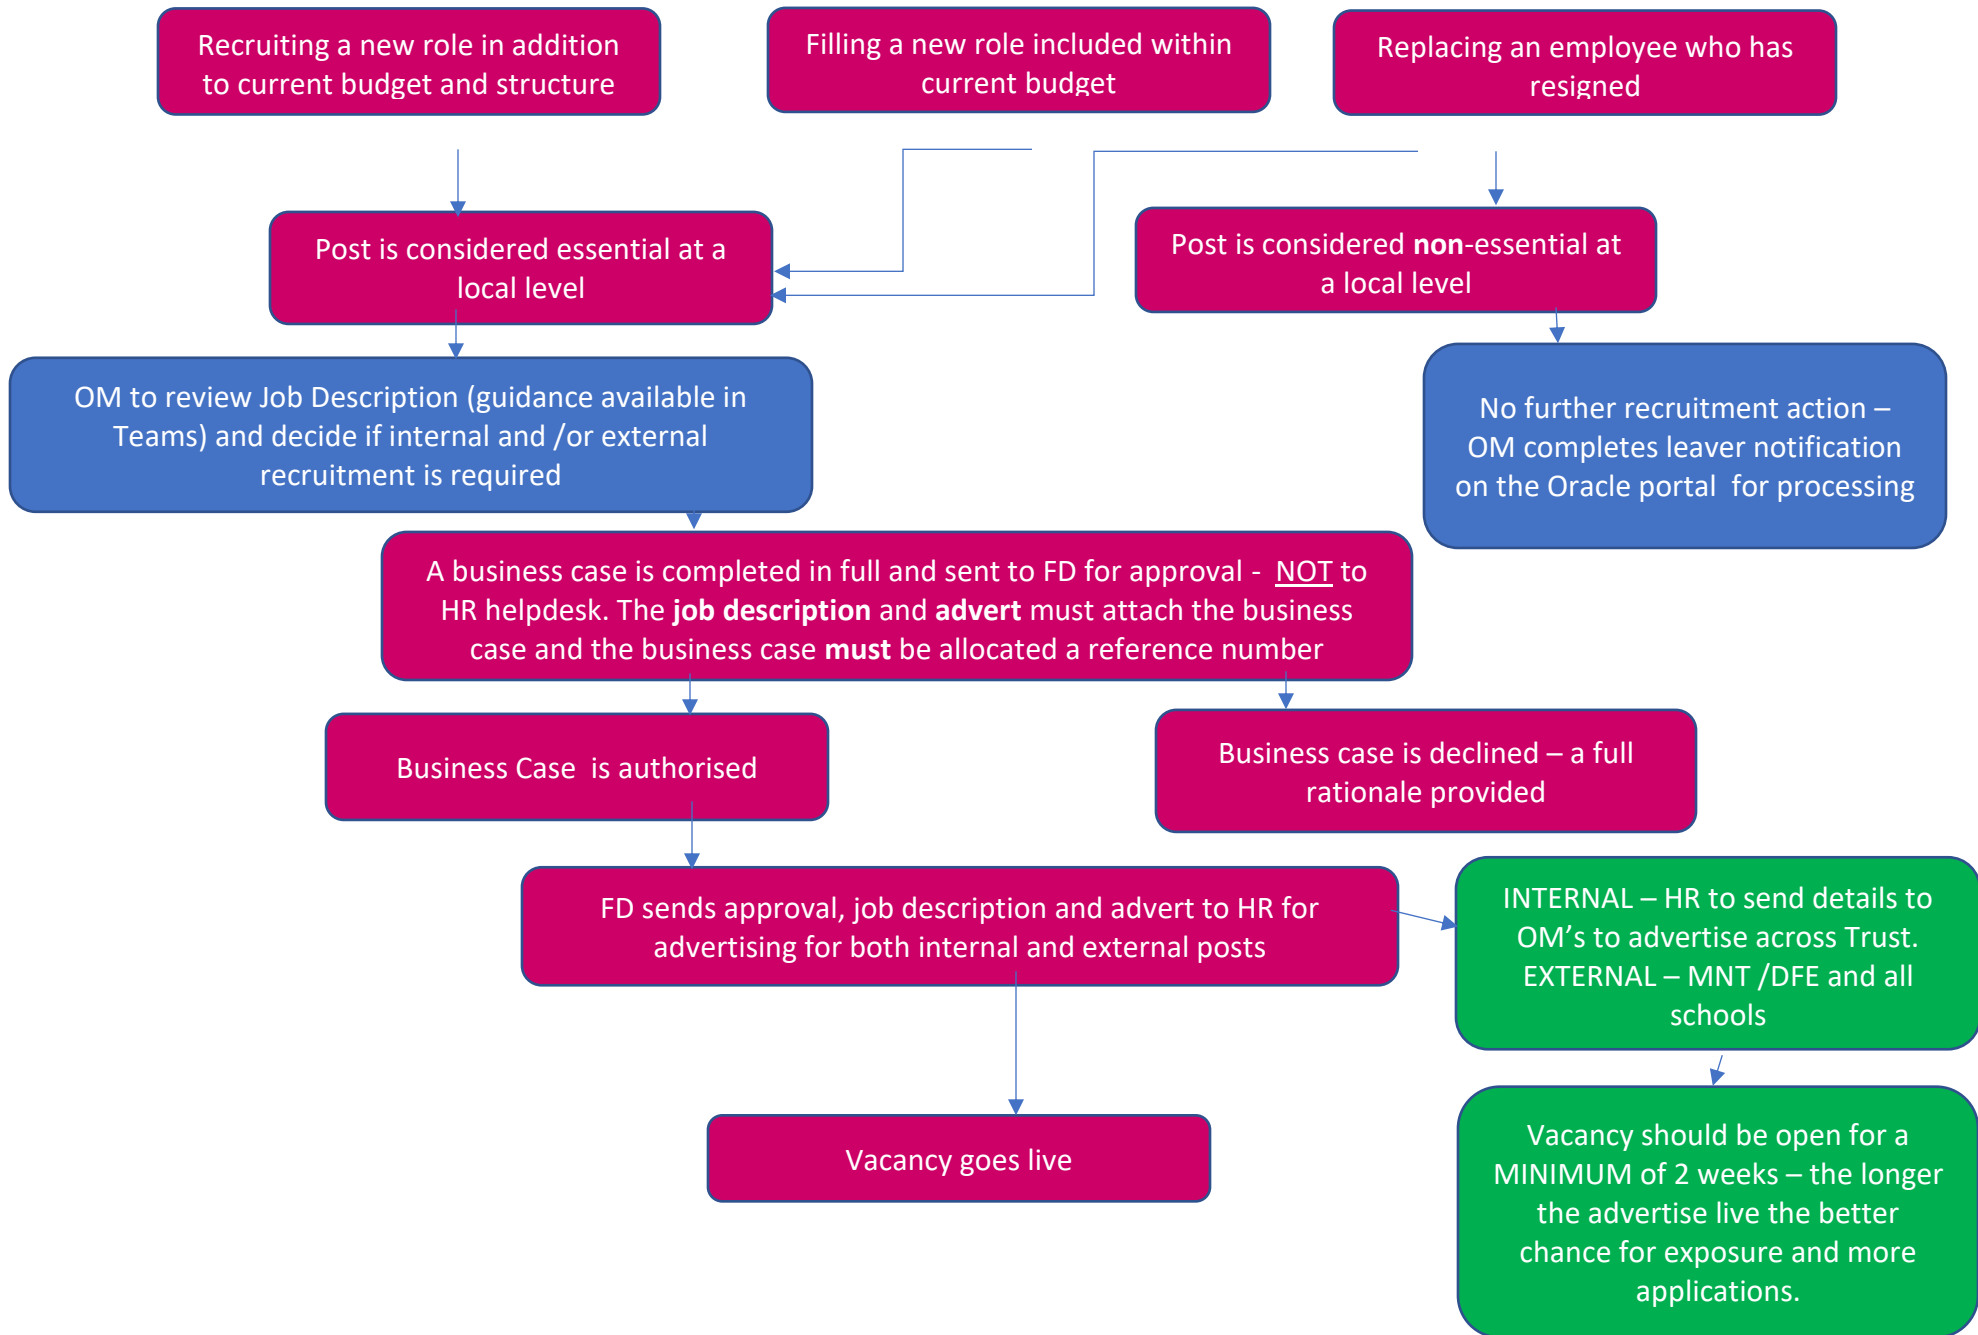 Recruiting a new role in addition
to current budget and structure
Filling a new role included within
current budget
Replacing an employee who has
resigned
Post is considered essential at a
local level
Post is considered non-essential at
a local level
OM to review Job Description (guidance available in
Teams) and decide if internal and /or external
recruitment is required
No further recruitment action –
OM completes leaver notification
on the Oracle portal  for processing
A business case is completed in full and sent to FD for approval -  NOT to
HR helpdesk. The job description and advert must attach the business
case and the business case must be allocated a reference number
Business Case  is authorised
Business case is declined – a full
rationale provided
FD sends approval, job description and advert to HR for
advertising for both internal and external posts
INTERNAL – HR to send details to
OM’s to advertise across Trust.
EXTERNAL – MNT /DFE and all
schools
Vacancy goes live
Vacancy should be open for a
MINIMUM of 2 weeks – the longer
the advertise live the better
chance for exposure and more
applications.